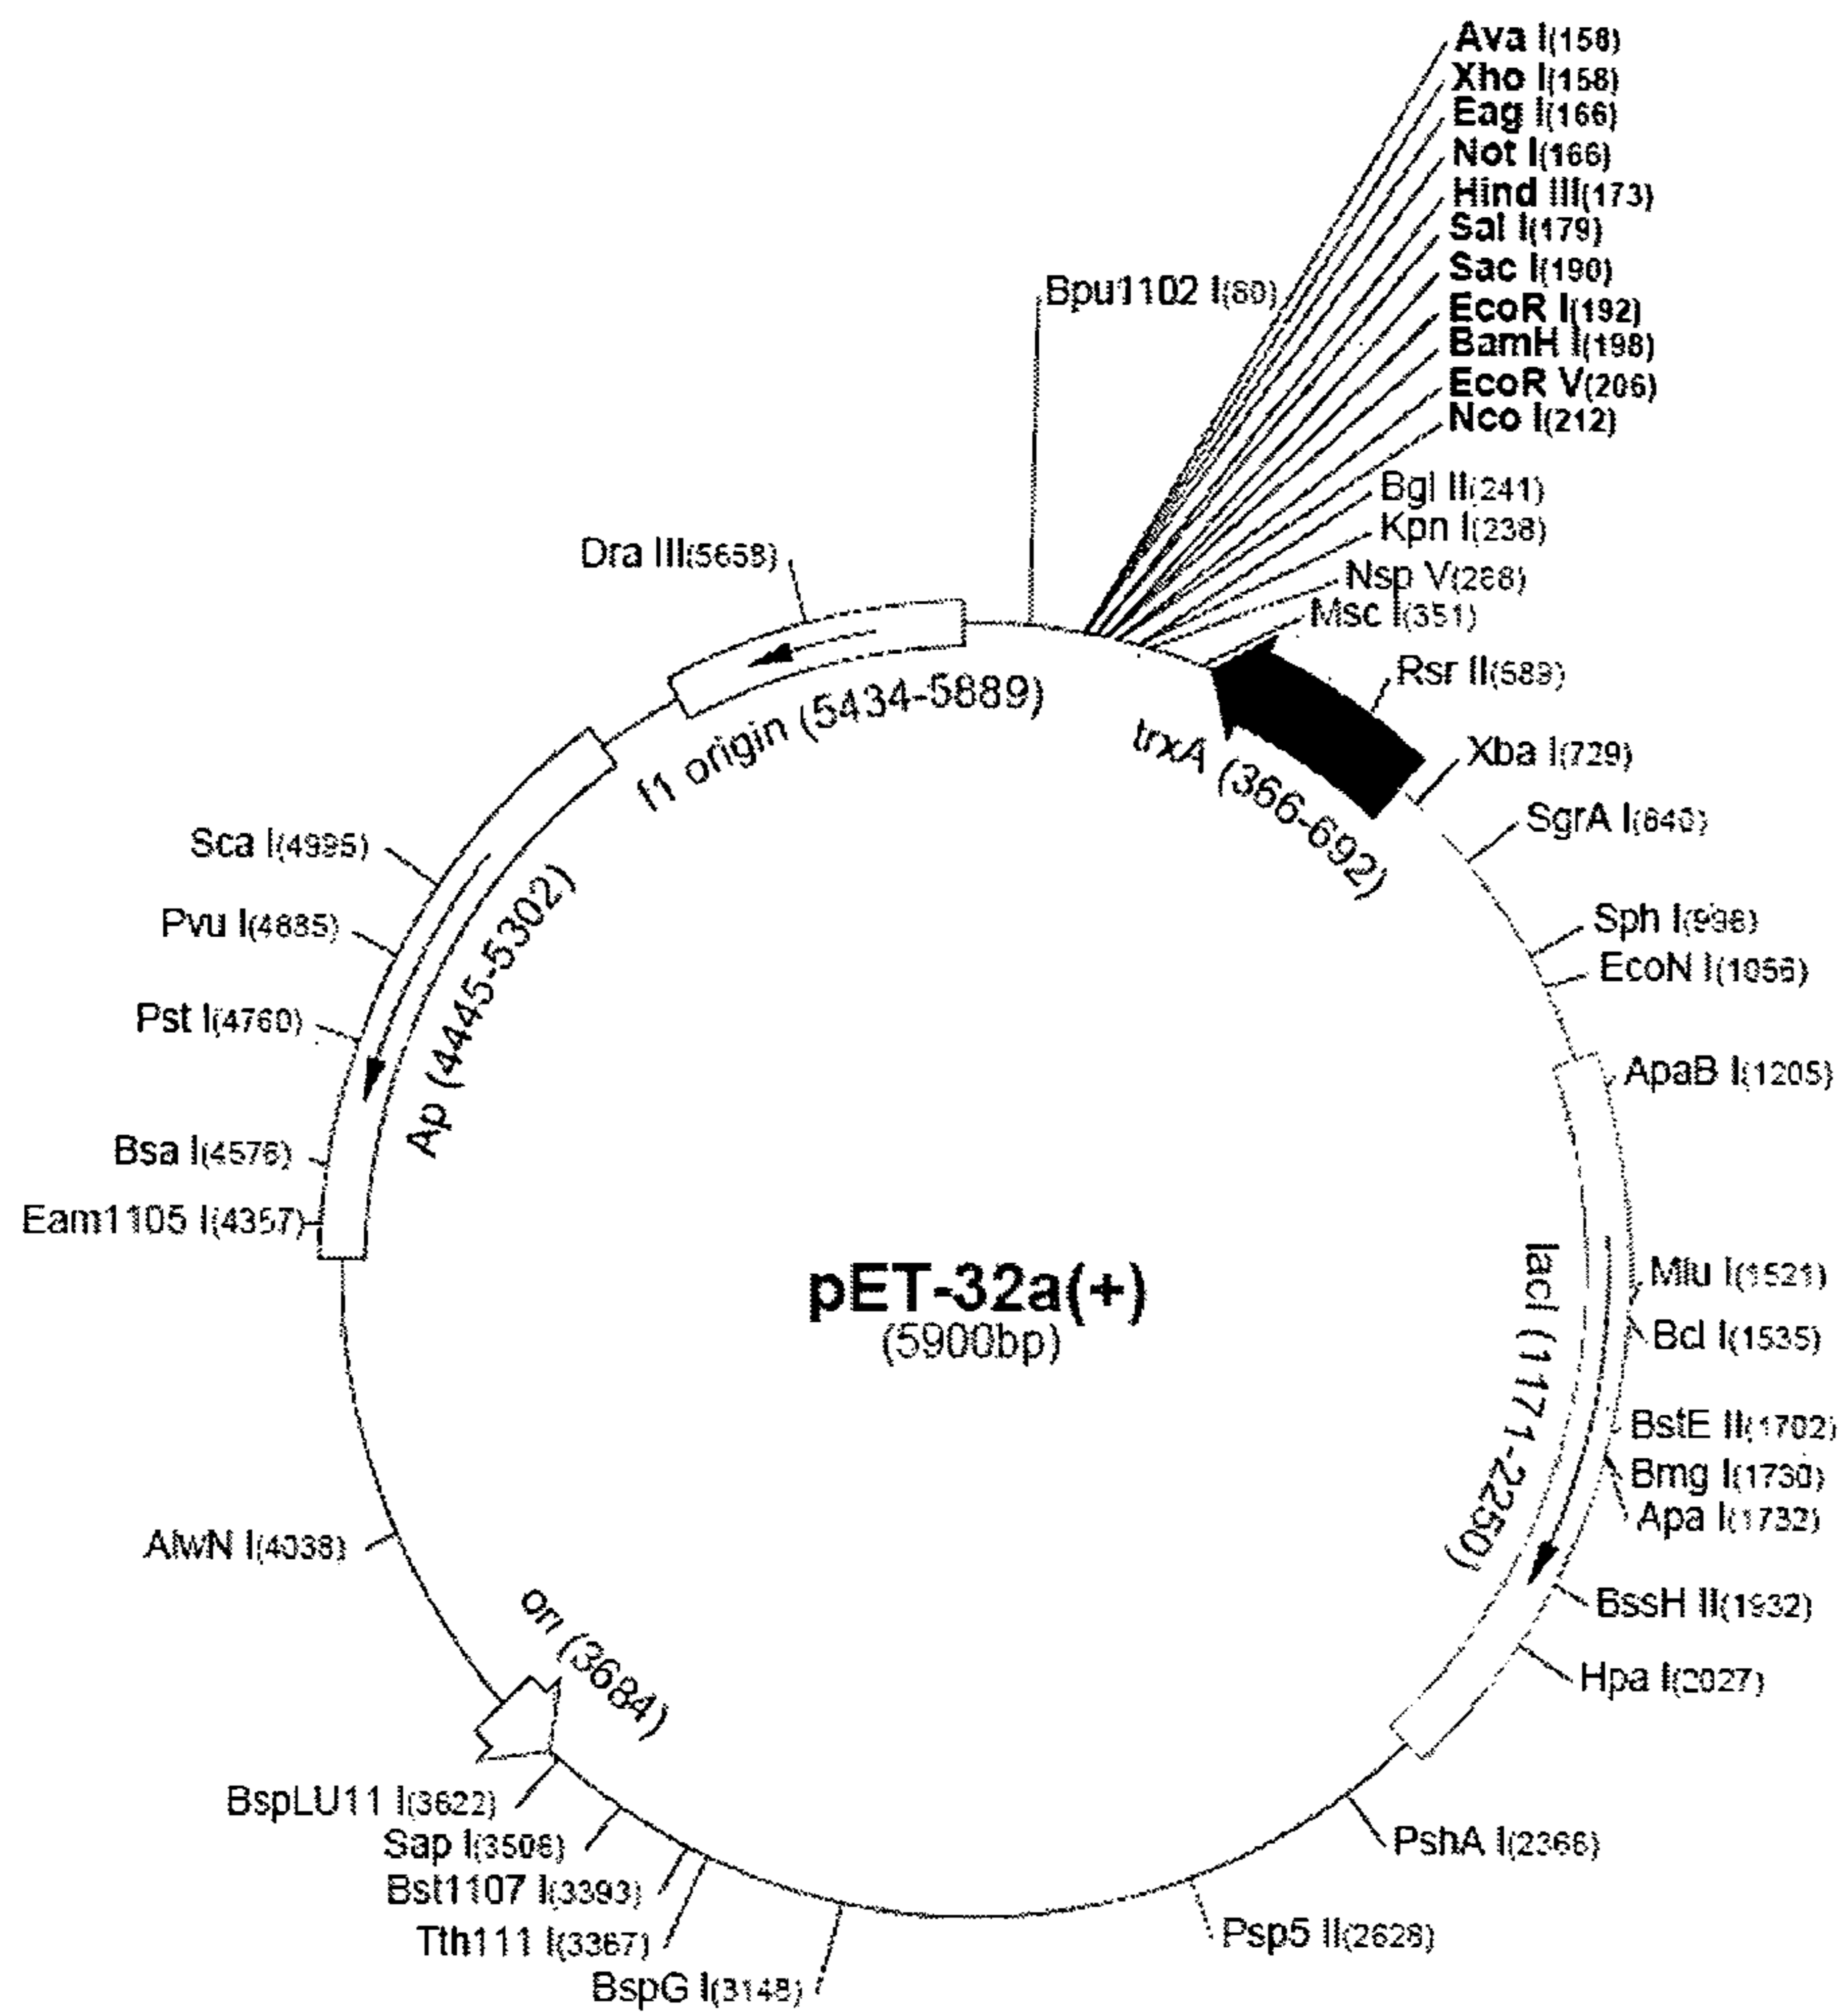 Ava I(158)
Xho I(158)
Eag I(166)
Not I(166)
Hind III(173)
Sal I(179)
Sac I(190)
EcoR I(192)
BamH I(198)
EcoR V(206)
Nco I(212)
Bpu1102 I(80)
Bgl II(241)
Kpn I(238)
Nsp V(268)
Msc I(351)
Rsr II(589)
Xba I(729)
SgrA I(840)
Sph I(998)
EcoN I(1056)
ApaB I(1205)
Mlu I(1521)
Bcl I(1535)
BstE II(1702)
Bmg I(1730)
Apa I(1732)
BssH II(1932)
Hpa I(2027)
PshA I(2366)
Psp5 II(2628)
BspG I(3148)
Tth111 I(3367)
Bst1107 I(3393)
Sap I(3506)
BspLU11 I(3622)
AlwN I(4038)
Eam1105 I(4357)
Bsa I(4576)
Pst I(4760)
Pvu I(4885)
Sca I(4995)
Dra III(5658)
f1 origin (5434-5889)
trxA (366-692)
Ap (4445-5302)
lacI (1171-2250)
ori (3684)
pET-32a(+)
(5900bp)